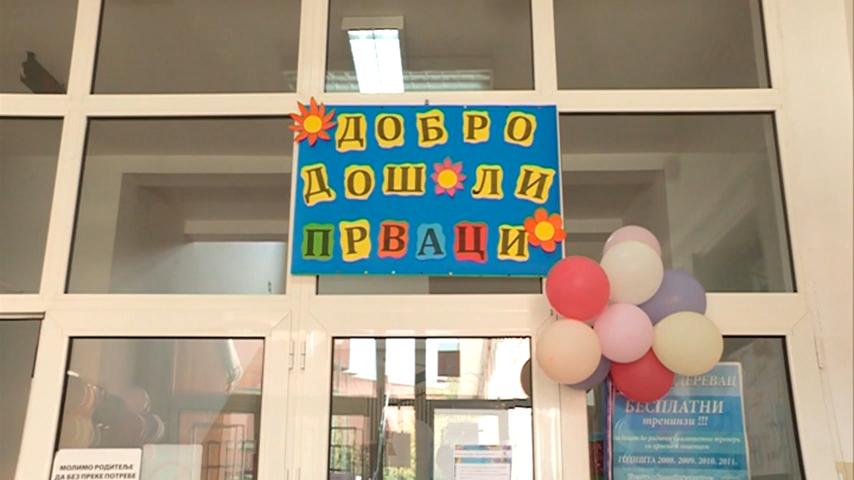 ДОБРО
ДОШЛИ
ПРВАЦИ
БЕСПЛАТНИ
тренинзи !!!
ГОДИШТА 2008. 2009. 2010. 2011.
МОЛИМО РОДИТЕЉЕ
ДА БЕЗ ПРЕКЕ ПОТРЕБЕ